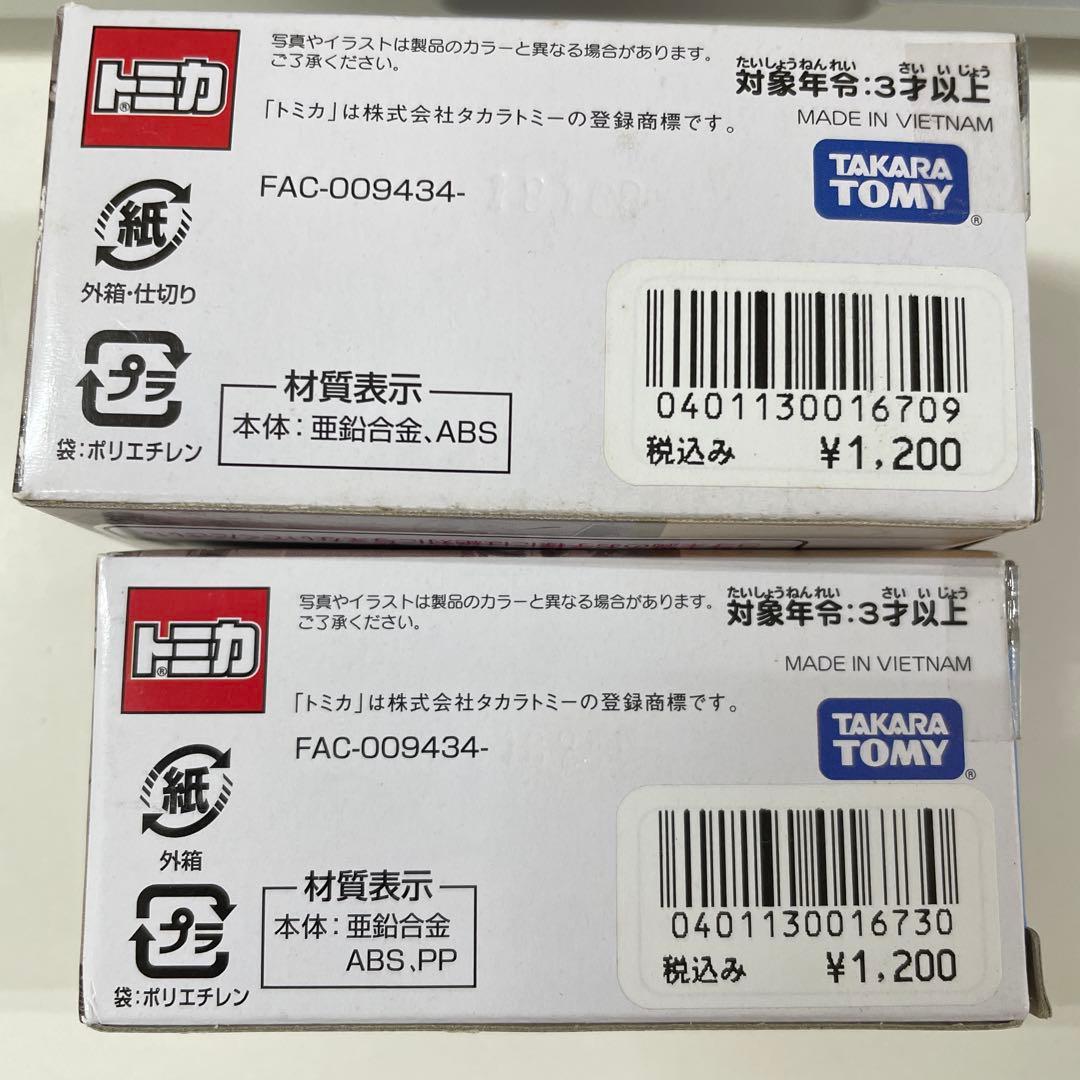 トミカ®
写真やイラストは製品のカラーと異なる場合があります。
ご了承ください。
「トミカ」は株式会社タカラトミーの登録商標です。
FAC-009434-
たいしょうねんれい さい い じょう
対象年令:3才以上
MADE IN VIETNAM
TAKARA
TOMY®
紙
外箱・仕切り
プラ
袋:ポリエチレン
材質表示
本体:亜鉛合金、ABS
0401130016709
税込み ¥1,200
トミカ®
写真やイラストは製品のカラーと異なる場合があります。
ご了承ください。
「トミカ」は株式会社タカラトミーの登録商標です。
FAC-009434-
たいしょうねんれい さい い じょう
対象年令:3才以上
MADE IN VIETNAM
TAKARA
TOMY®
紙
外箱
プラ
袋:ポリエチレン
材質表示
本体:亜鉛合金
ABS、PP
0401130016730
税込み ¥1,200